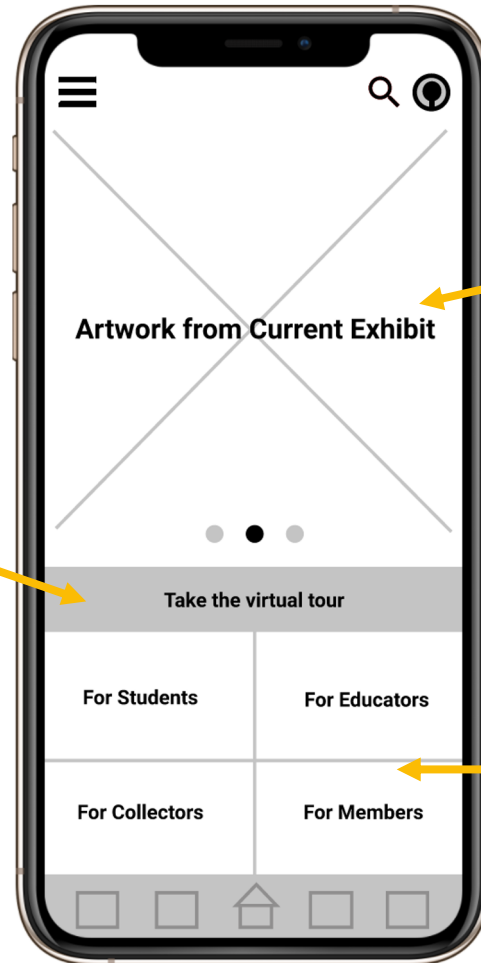 Artwork from Current Exhibit
Take the virtual tour
For Students
For Educators
For Collectors
For Members